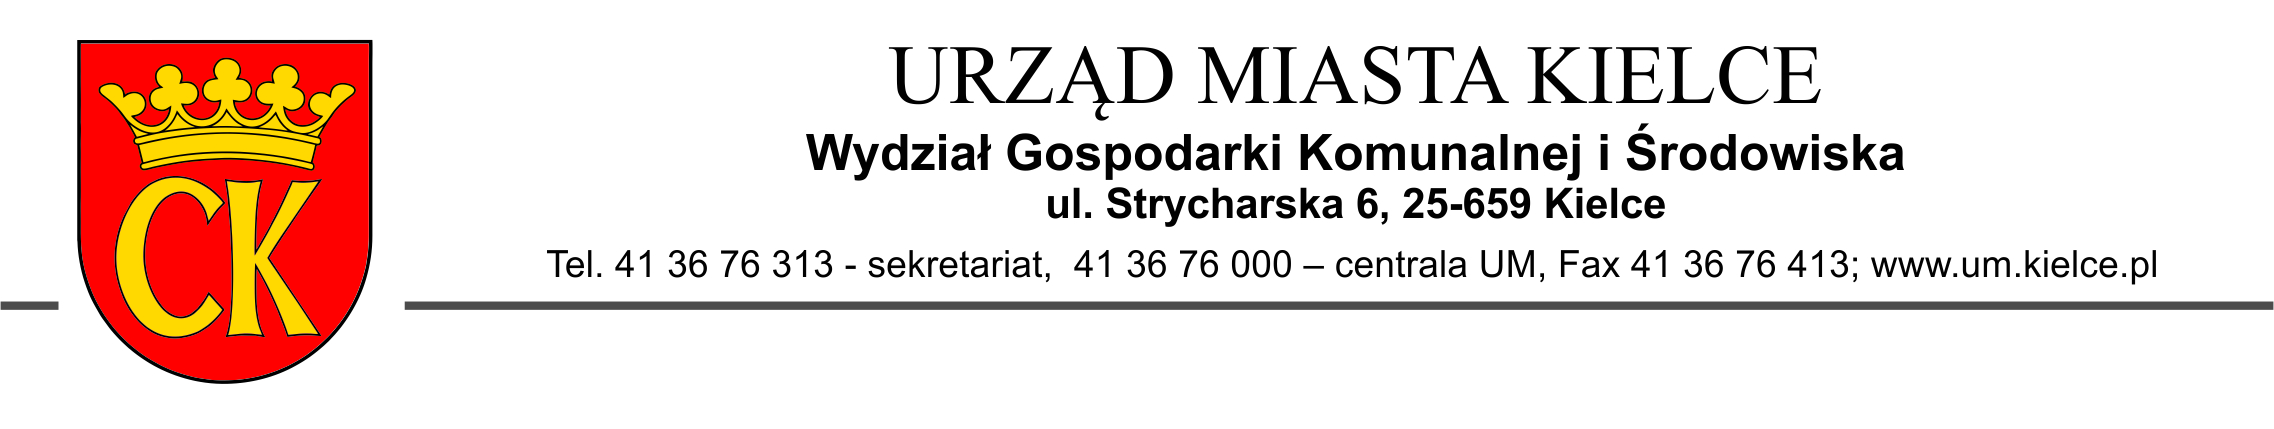 CK
URZĄD MIASTA KIELCE
Wydział Gospodarki Komunalnej i Środowiska
ul. Strycharska 6, 25-659 Kielce
Tel. 41 36 76 313 - sekretariat,  41 36 76 000 – centrala UM, Fax 41 36 76 413; www.um.kielce.pl